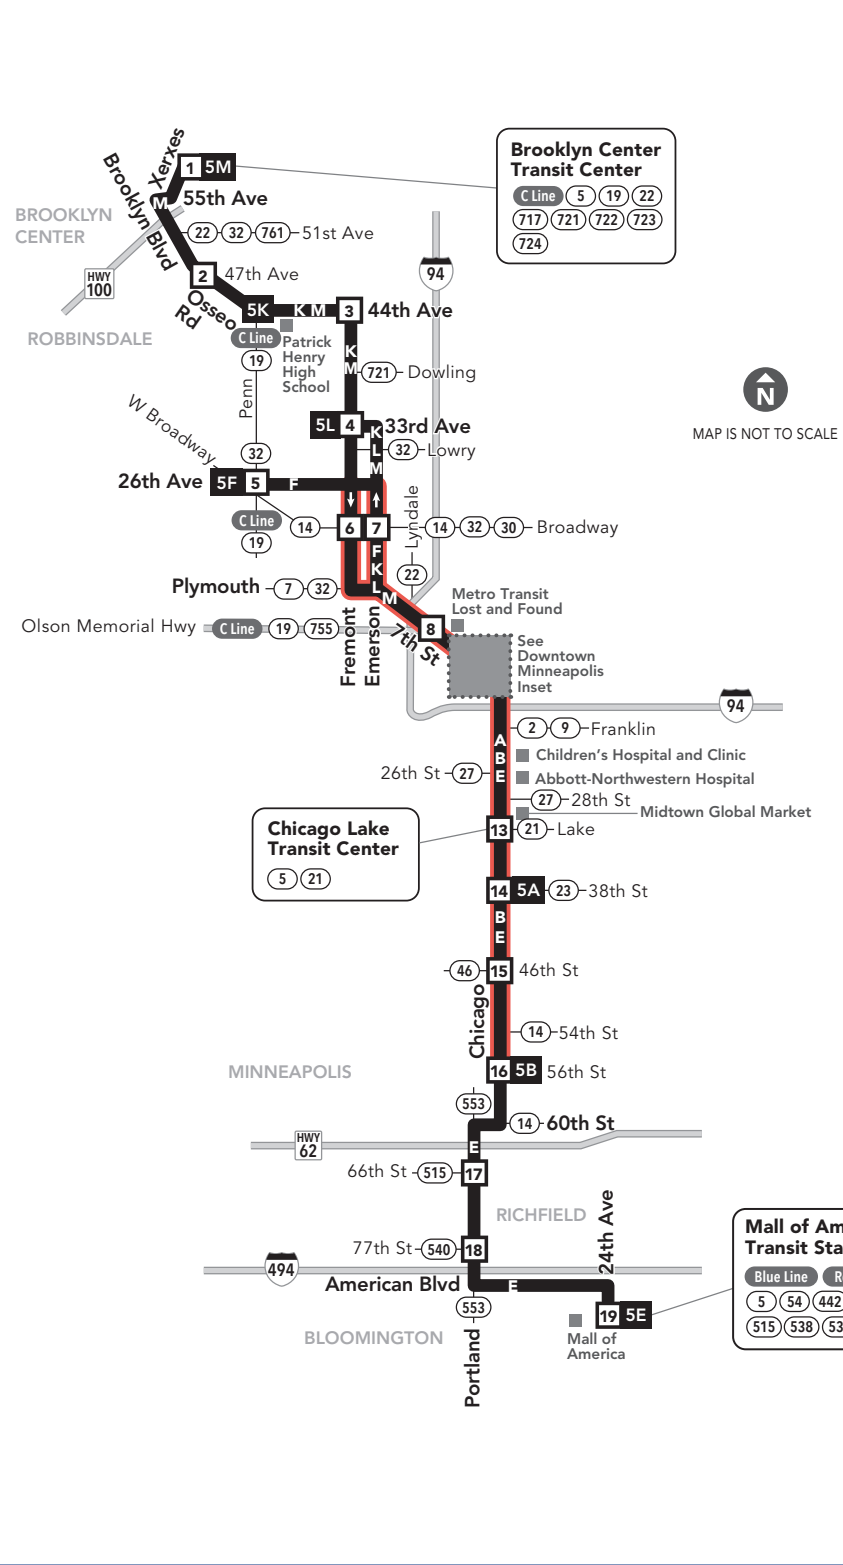 Brooklyn Center
Transit Center
C Line 5 19 22
717 721 722 723
724
Xerxes
1 5M
M 55th Ave
Brooklyn Blvd
BROOKLYN
CENTER
22 32 761 51st Ave
HWY
100
2 47th Ave
94
Osseo
Rd
5K K M 3 44th Ave
ROBBINSDALE
C Line
19
Patrick
Henry
High
School
K
M
721 Dowling
Penn
N
MAP IS NOT TO SCALE
W Broadway
5L 4 33rd Ave
K
L
M
32 Lowry
32
26th Ave 5F 5 F
C Line
19
14
6 7
14 32 30 Broadway
Lyndale
22
F
K
L
M
Plymouth 7 32
Metro Transit
Lost and Found
Olson Memorial Hwy C Line 19 755
Fremont
Emerson
7th St
8
See
Downtown
Minneapolis
Inset
94
2 9 Franklin
A
B
E
Children's Hospital and Clinic
26th St 27
Abbott-Northwestern Hospital
27 28th St
Midtown Global Market
Chicago Lake
Transit Center
5 21
13 21 Lake
14 5A 23 38th St
B
E
46 15 46th St
Chicago
14 54th St
MINNEAPOLIS
16 5B 56th St
553
14 60th St
HWY
62
E
66th St 515 17
RICHFIELD
24th Ave
77th St 540 18
494
American Blvd E
553
19 5E
BLOOMINGTON
Portland
Mall of
America
Mall of Am
Transit Sta
Blue Line R
5 54 442
515 538 53